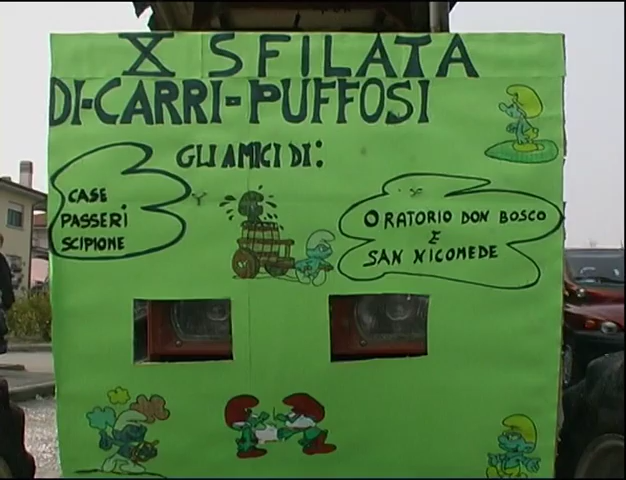 X SFILATA
DI-CARRI-PUFFOSI
GLI AMICI DI:
CASE
PASSERI
SCIPIONE
ORATORIO DON BOSCO
E
SAN NICOMEDE